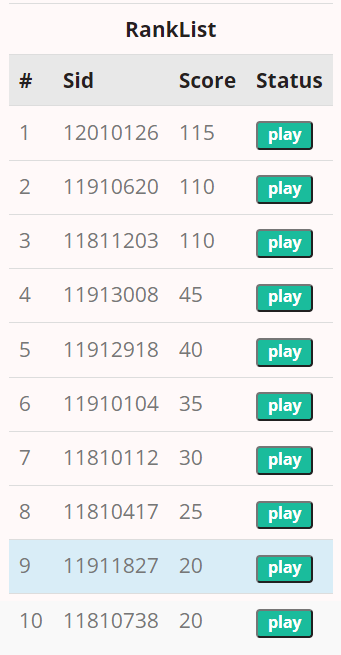 RankList
# Sid Score Status
1 12010126 115 play
2 11910620 110 play
3 11811203 110 play
4 11913008 45 play
5 11912918 40 play
6 11910104 35 play
7 11810112 30 play
8 11810417 25 play
9 11911827 20 play
10 11810738 20 play